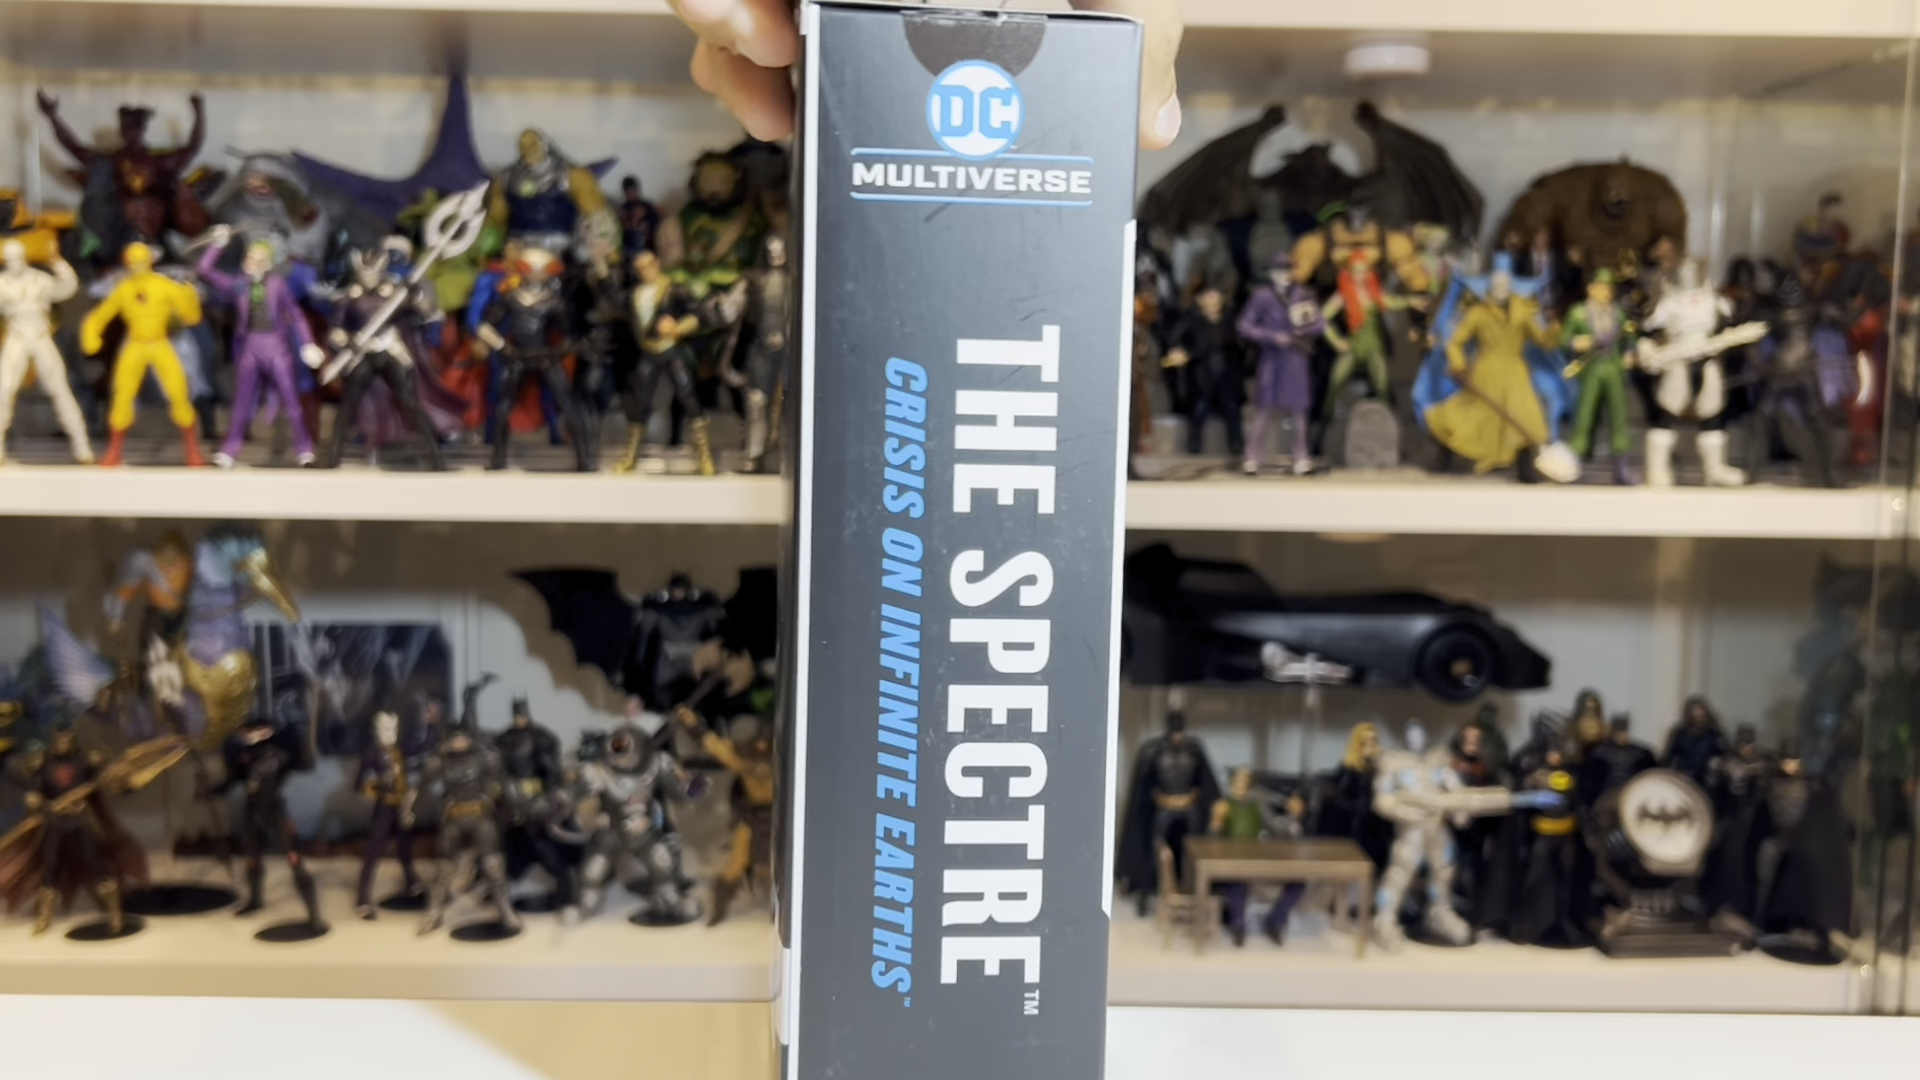 DC
MULTIVERSE
THE SPECTRE™
CRISIS ON INFINITE EARTHS™